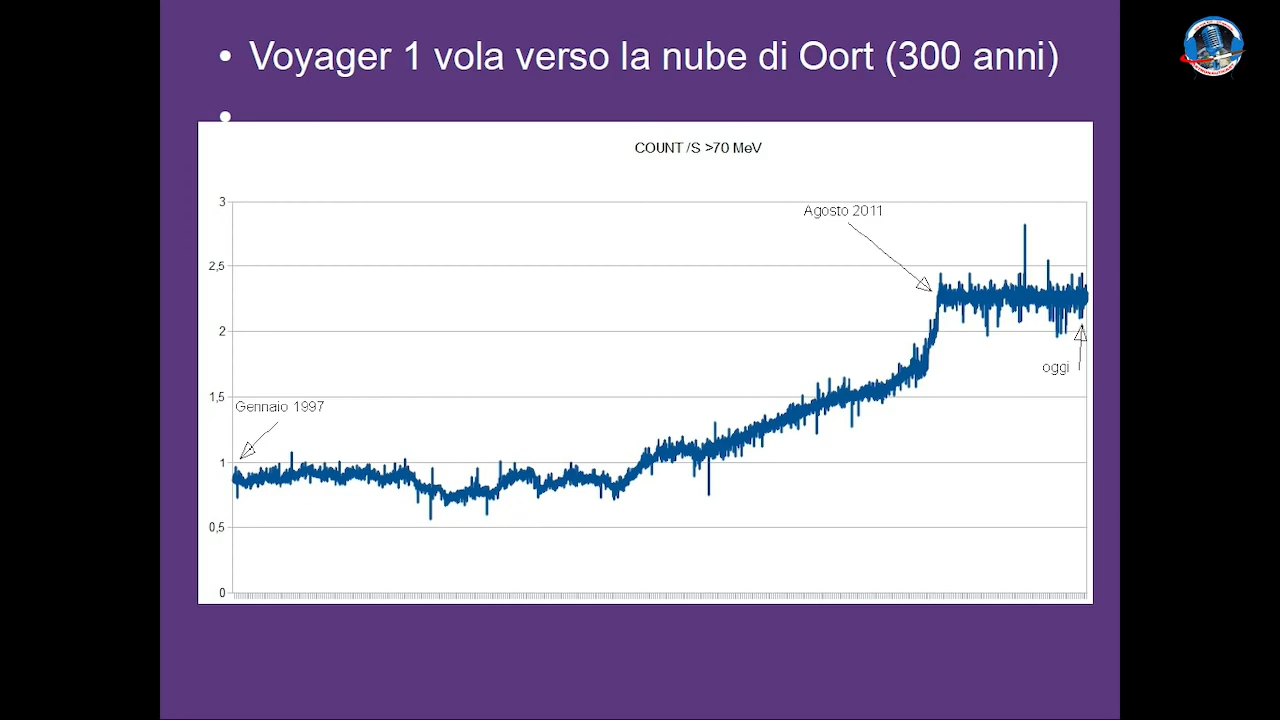 • Voyager 1 vola verso la nube di Oort (300 anni)
•
COUNT /S >70 MeV
3
Agosto 2011
2,5
2
oggi
1,5
Gennaio 1997
1
0,5
0